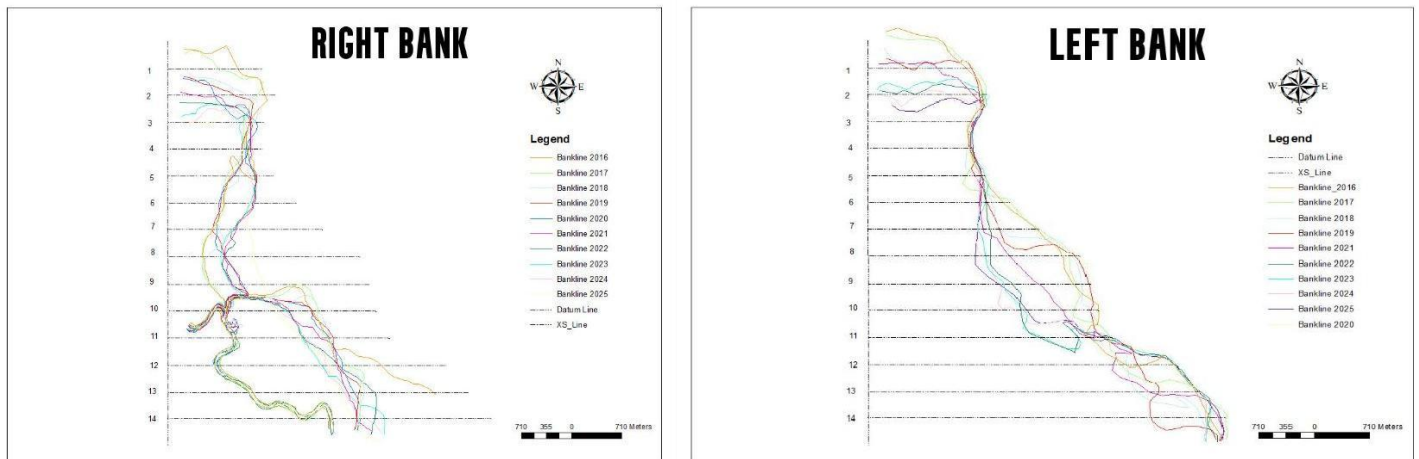 RIGHT BANK
N
W
E
S
1
2
3
4
5
6
7
8
9
10
11
12
13
14
Legend
Bankline 2016
Bankline 2017
Bankline 2018
Bankline 2019
Bankline 2020
Bankline 2021
Bankline 2022
Bankline 2023
Bankline 2024
Bankline 2025
Datum Line
XS_Line
710 355 0 710 Meters
LEFT BANK
N
W
E
S
1
2
3
4
5
6
7
8
9
10
11
12
13
14
Legend
Datum Line
XS_Line
Bankline_2016
Bankline 2017
Bankline 2018
Bankline 2019
Bankline 2021
Bankline 2022
Bankline 2023
Bankline 2024
Bankline 2025
Bankline 2020
710 355 0 710 Meters